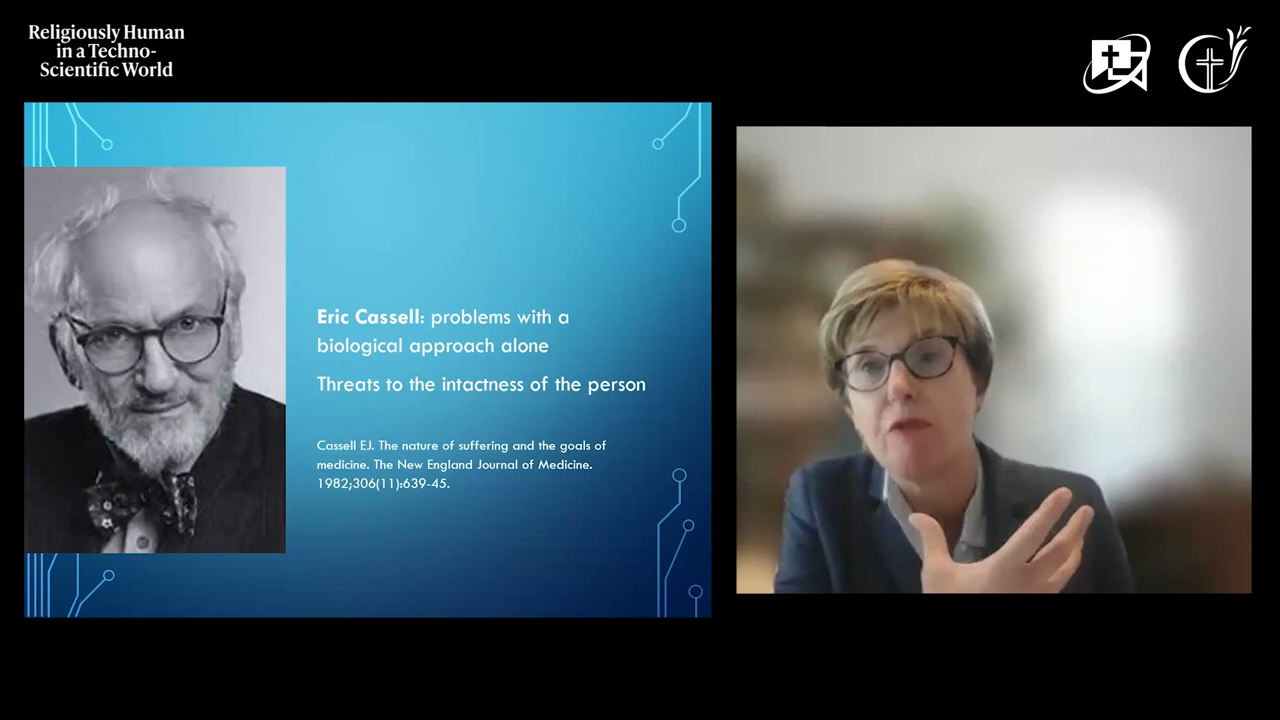 Religiously Human
in a Techno-
Scientific World
Eric Cassell: problems with a
biological approach alone
Threats to the intactness of the person
Cassell EJ. The nature of suffering and the goals of
medicine. The New England Journal of Medicine.
1982;306(11):639-45.